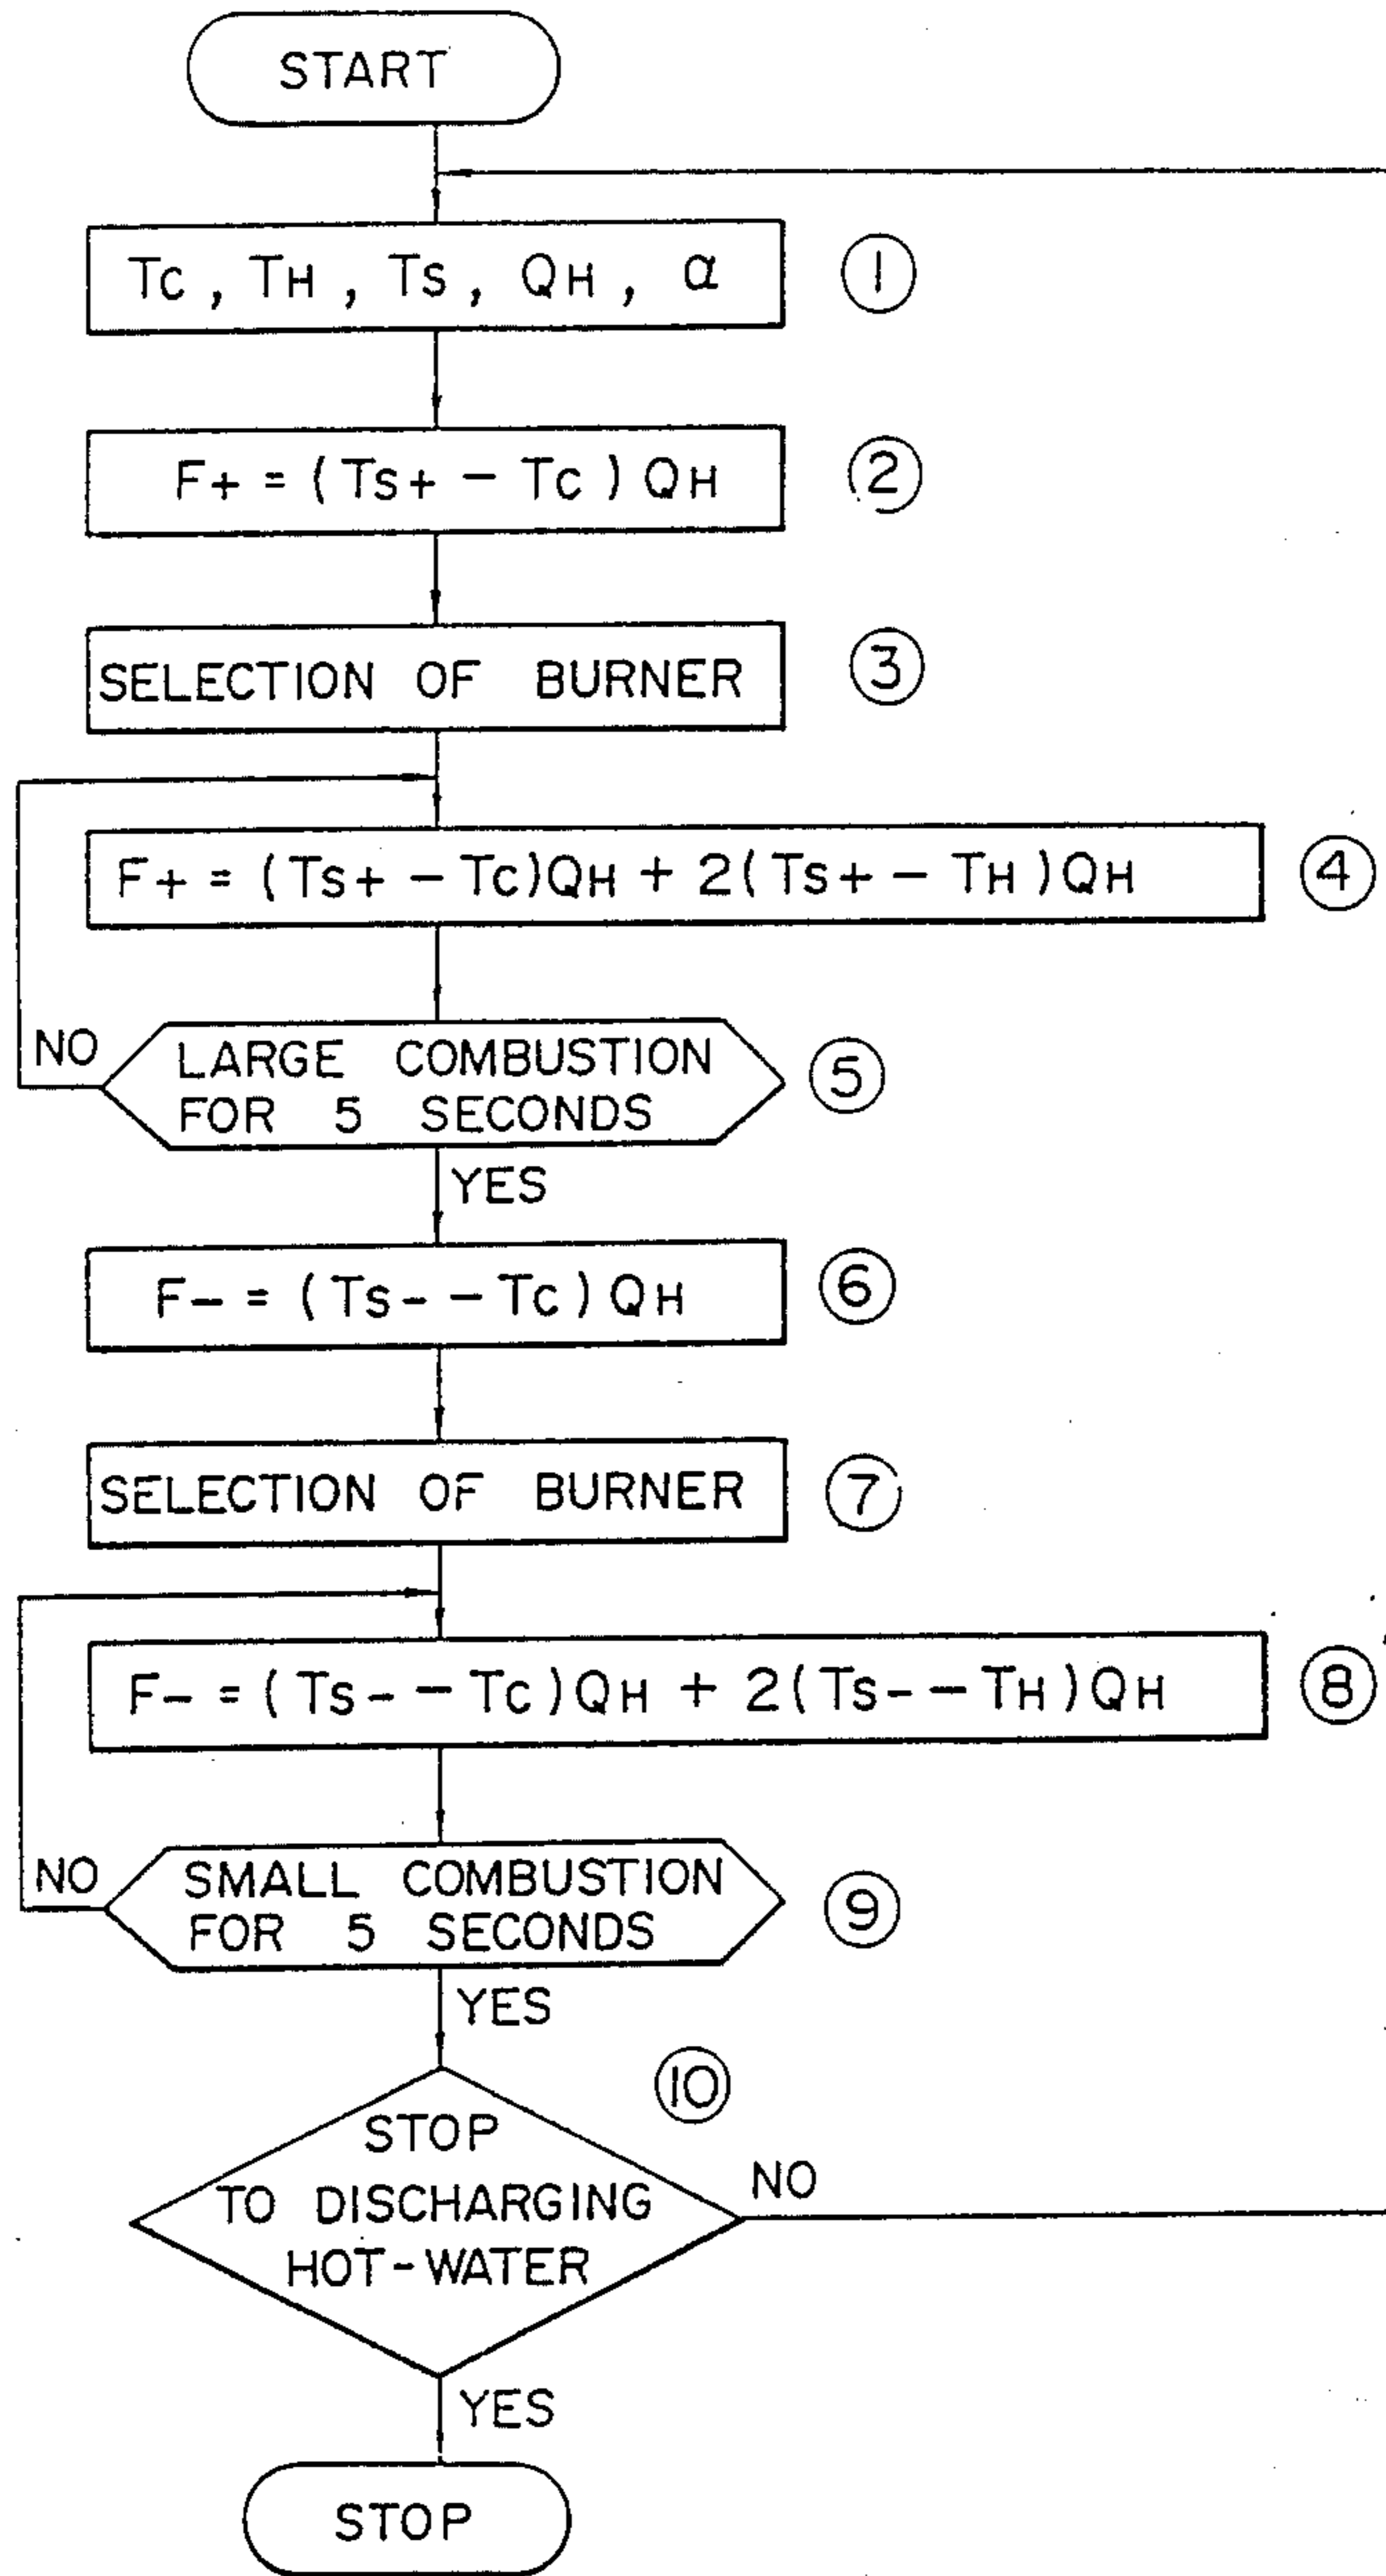 START
Tc, TH, Ts, QH, α
①
F+ = (Ts+ - Tc) QH
②
SELECTION OF BURNER
③
F+ = (Ts+ - Tc)QH + 2(Ts+ - TH)QH
④
NO
LARGE COMBUSTION
FOR 5 SECONDS
⑤
YES
F- = (Ts- - Tc) QH
⑥
SELECTION OF BURNER
⑦
F- = (Ts- - Tc)QH + 2(Ts- - TH)QH
⑧
NO
SMALL COMBUSTION
FOR 5 SECONDS
⑨
YES
⑩
STOP
TO DISCHARGING
HOT-WATER
NO
YES
STOP